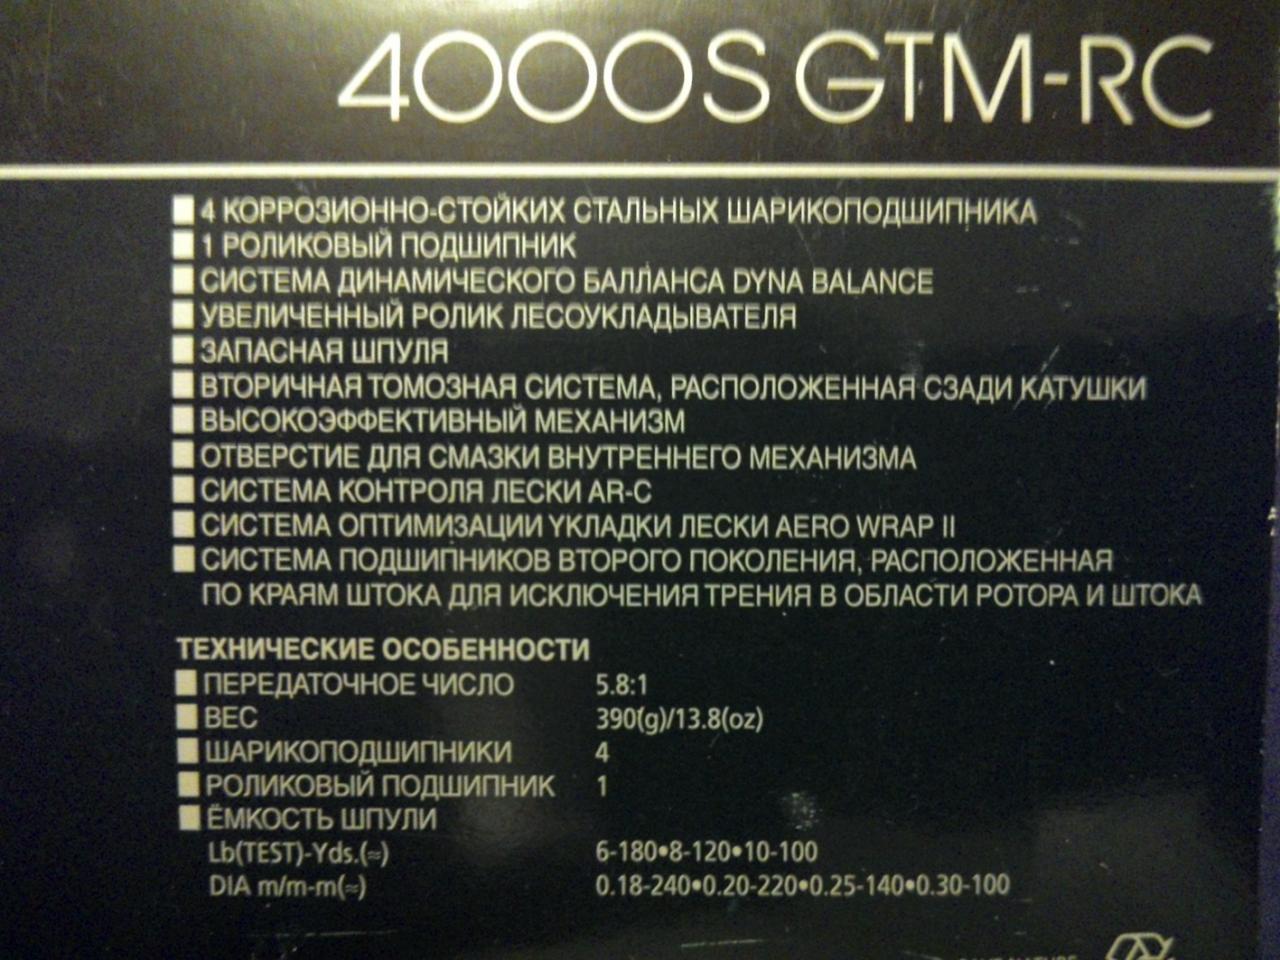 4000S GTM-RC
■ 4 КОРРОЗИОННО-СТОЙКИХ СТАЛЬНЫХ ШАРИКОПОДШИПНИКА
■ 1 РОЛИКОВЫЙ ПОДШИПНИК
■ СИСТЕМА ДИНАМИЧЕСКОГО БАЛЛАНСА DYNA BALANCE
■ УВЕЛИЧЕННЫЙ РОЛИК ЛЕСОУКЛАДЫВАТЕЛЯ
■ ЗАПАСНАЯ ШПУЛЯ
■ ВТОРИЧНАЯ ТОМОЗНАЯ СИСТЕМА, РАСПОЛОЖЕННАЯ СЗАДИ КАТУШКИ
■ ВЫСОКОЭФФЕКТИВНЫЙ МЕХАНИЗМ
■ ОТВЕРСТИЕ ДЛЯ СМАЗКИ ВНУТРЕННЕГО МЕХАНИЗМА
■ СИСТЕМА КОНТРОЛЯ ЛЕСКИ AR-C
■ СИСТЕМА ОПТИМИЗАЦИИ УКЛАДКИ ЛЕСКИ AERO WRAP II
■ СИСТЕМА ПОДШИПНИКОВ ВТОРОГО ПОКОЛЕНИЯ, РАСПОЛОЖЕННАЯ
ПО КРАЯМ ШТОКА ДЛЯ ИСКЛЮЧЕНИЯ ТРЕНИЯ В ОБЛАСТИ РОТОРА И ШТОКА
ТЕХНИЧЕСКИЕ ОСОБЕННОСТИ
■ ПЕРЕДАТОЧНОЕ ЧИСЛО 5.8:1
■ ВЕС 390(g)/13.8(oz)
■ ШАРИКОПОДШИПНИКИ 4
■ РОЛИКОВЫЙ ПОДШИПНИК 1
■ ЁМКОСТЬ ШПУЛИ
Lb(TEST)-Yds.(≈) 6-180•8-120•10-100
DIA m/m-m(≈) 0.18-240•0.20-220•0.25-140•0.30-100